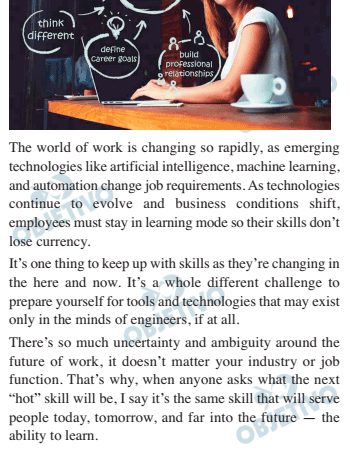 think
different
define
career goals
build
professional
relationships
The world of work is changing so rapidly, as emerging
technologies like artificial intelligence, machine learning,
and automation change job requirements. As technologies
continue to evolve and business conditions shift,
employees must stay in learning mode so their skills don't
lose currency.
It's one thing to keep up with skills as they're changing in
the here and now. It's a whole different challenge to
prepare yourself for tools and technologies that may exist
only in the minds of engineers, if at all.
There's so much uncertainty and ambiguity around the
future of work, it doesn't matter your industry or job
function. That's why, when anyone asks what the next
“hot” skill will be, I say it's the same skill that will serve
people today, tomorrow, and far into the future — the
ability to learn.
OBJETIVO
OBJETIVO
OBJETIVO